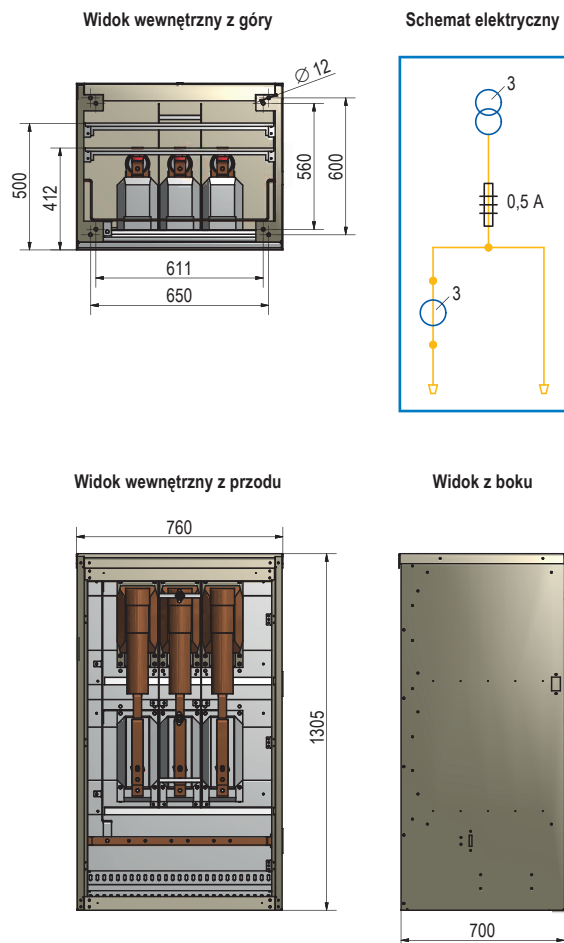 Widok wewnętrzny z góry
Schemat elektryczny
∅ 12
500
412
560
600
611
650
3
0,5 A
3
Widok wewnętrzny z przodu
Widok z boku
760
1305
700